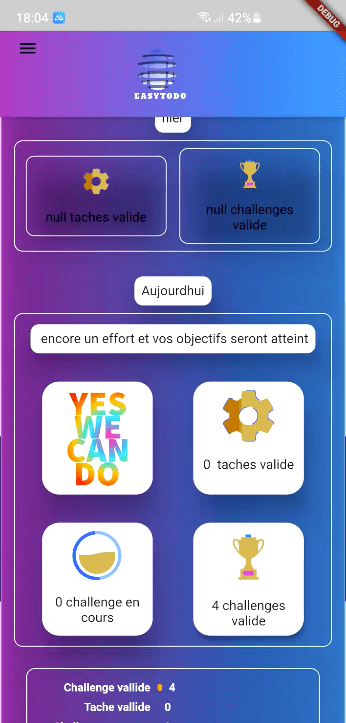 18:04 42%
DEBUG
EASYTODO
hier
null taches valide
null challenges
valide
Aujourdhui
encore un effort et vos objectifs seront atteint
YES
WE
CAN
DO
0 taches valide
0 challenge en
cours
4 challenges
valide
Challenge vallide 4
Tache vallide 0